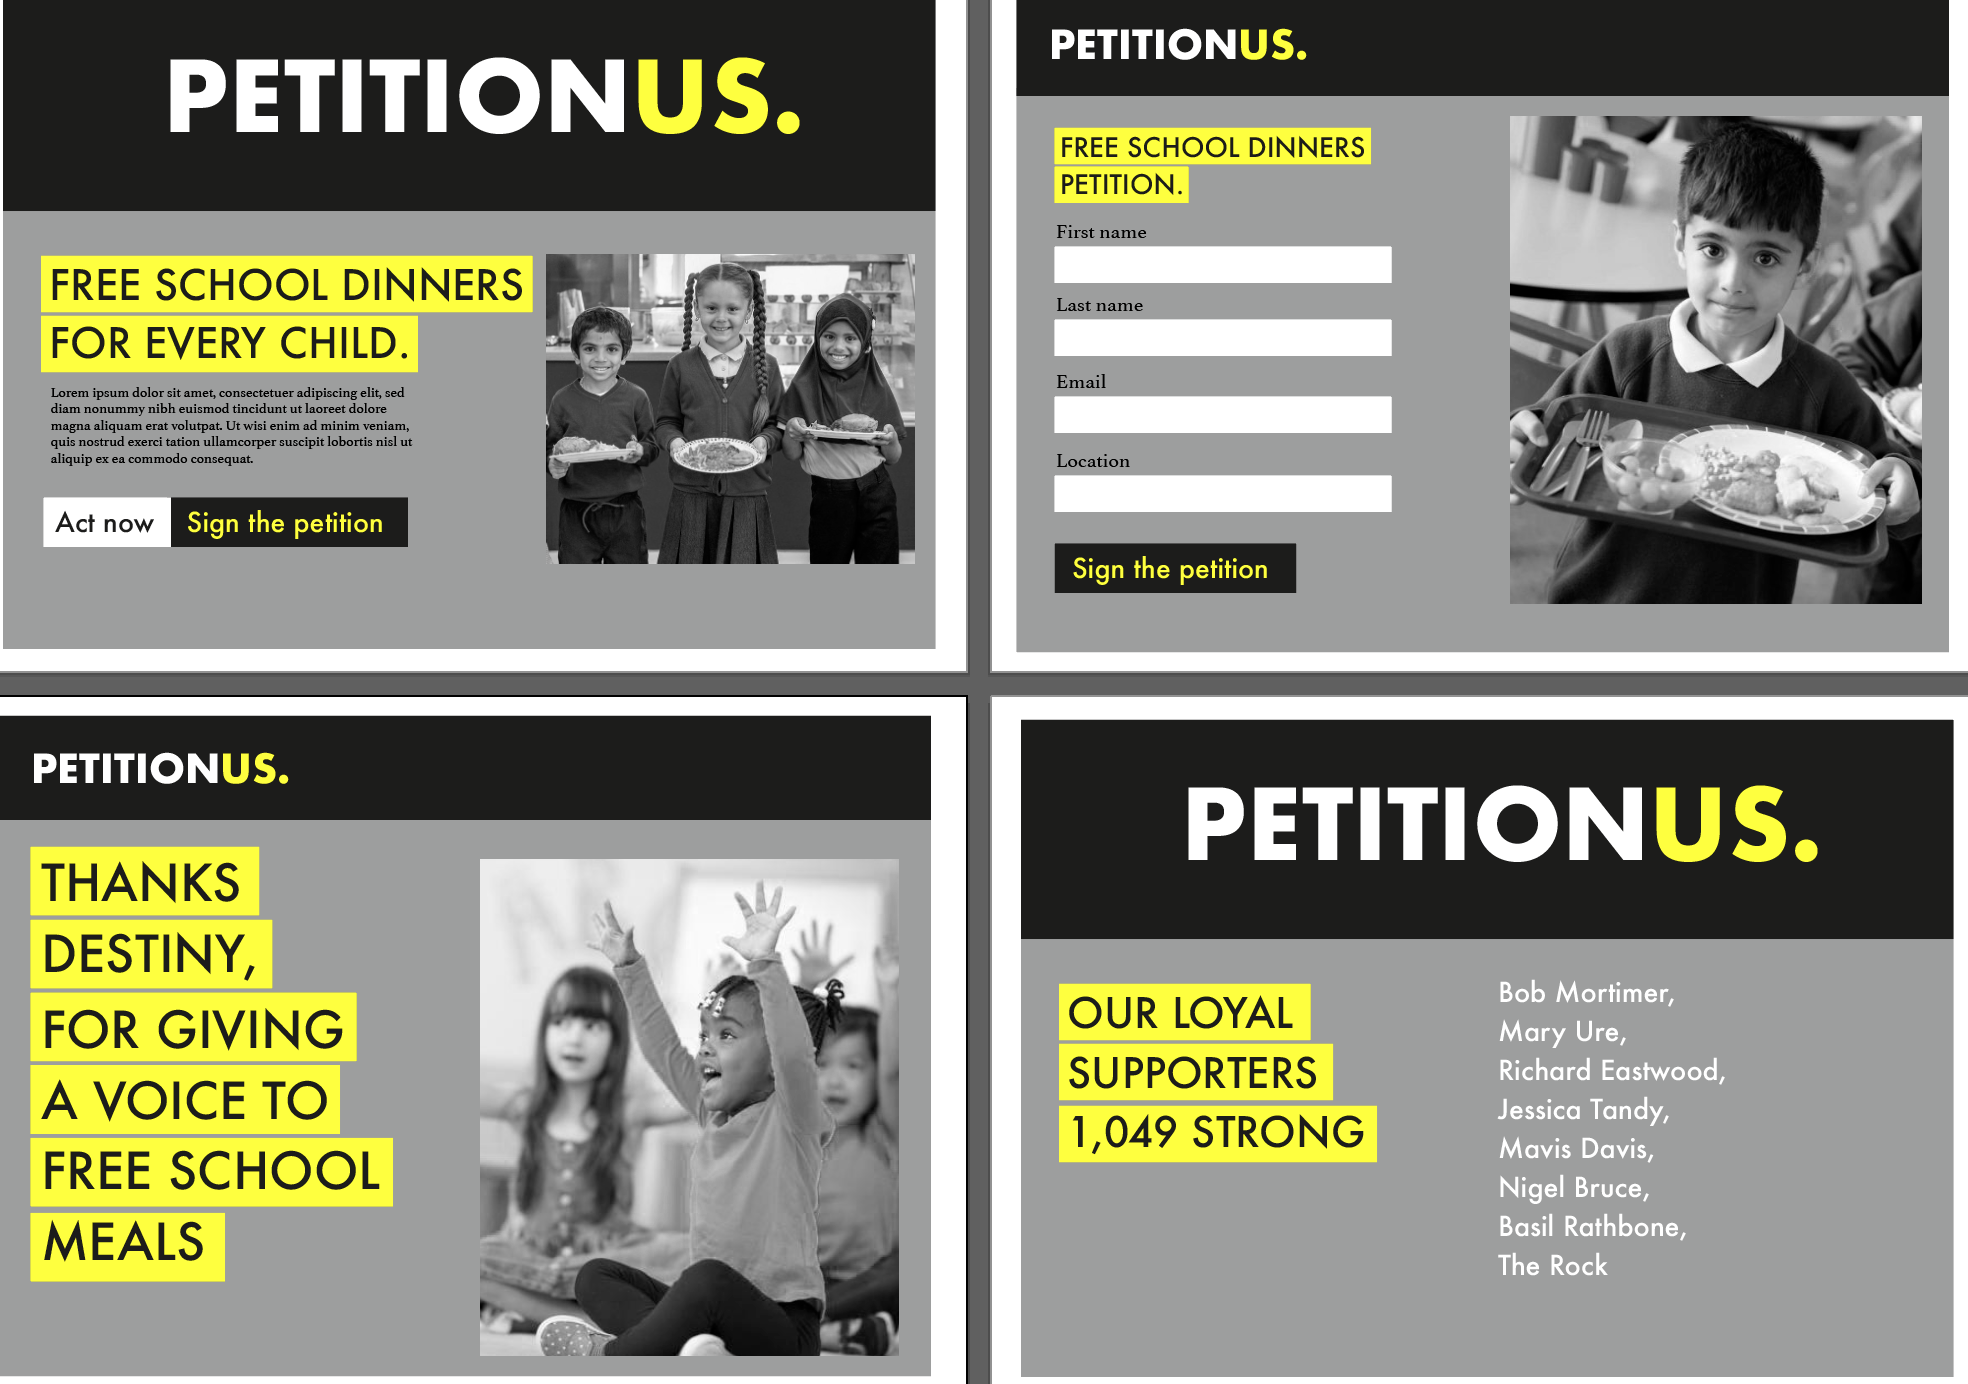 PETITIONUS.
FREE SCHOOL DINNERS
FOR EVERY CHILD.
Lorem ipsum dolor sit amet, consectetuer adipiscing elit, sed
diam nonummy nibh euismod tincidunt ut laoreet dolore
magna aliquam erat volutpat. Ut wisi enim ad minim veniam,
quis nostrud exerci tation ullamcorper suscipit lobortis nisl ut
aliquip ex ea commodo consequat.
Act now Sign the petition
PETITIONUS.
FREE SCHOOL DINNERS
PETITION.
First name
Last name
Email
Location
Sign the petition
PETITIONUS.
THANKS
DESTINY,
FOR GIVING
A VOICE TO
FREE SCHOOL
MEALS
PETITIONUS.
OUR LOYAL
SUPPORTERS
1,049 STRONG
Bob Mortimer,
Mary Ure,
Richard Eastwood,
Jessica Tandy,
Mavis Davis,
Nigel Bruce,
Basil Rathbone,
The Rock